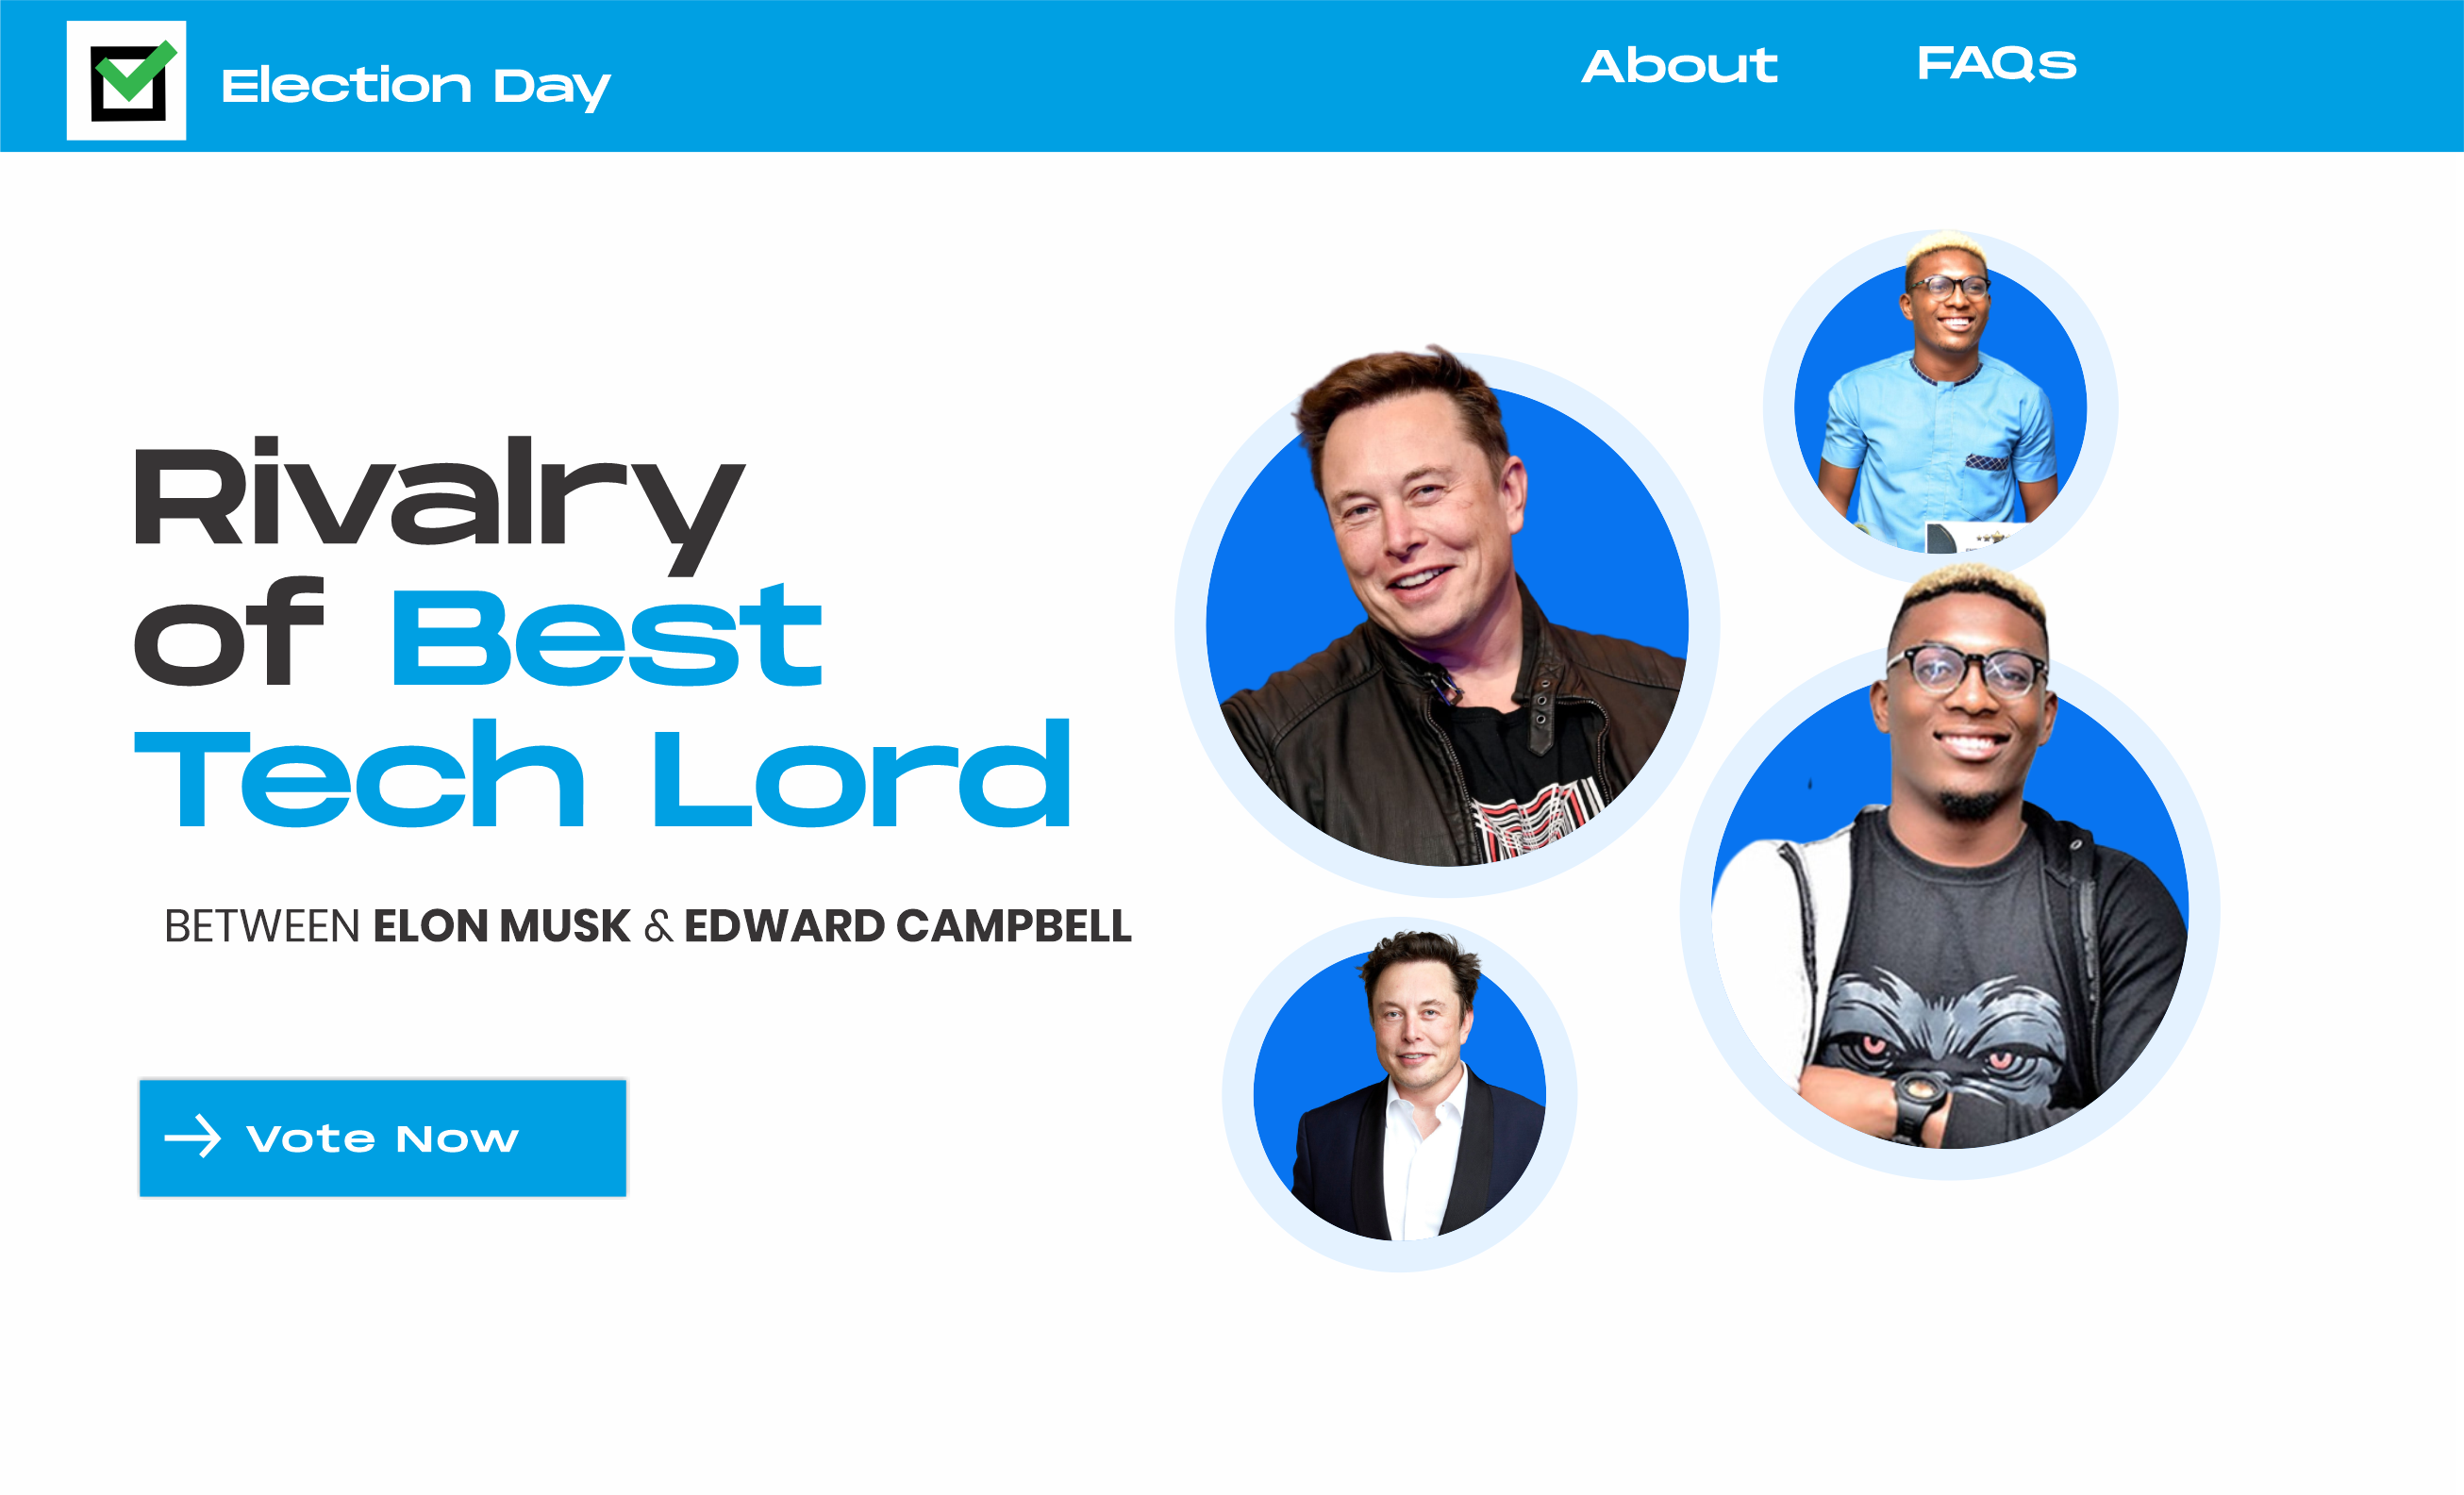 Election Day
About
FAQs
Rivalry
of Best
Tech Lord
BETWEEN ELON MUSK & EDWARD CAMPBELL
Vote Now